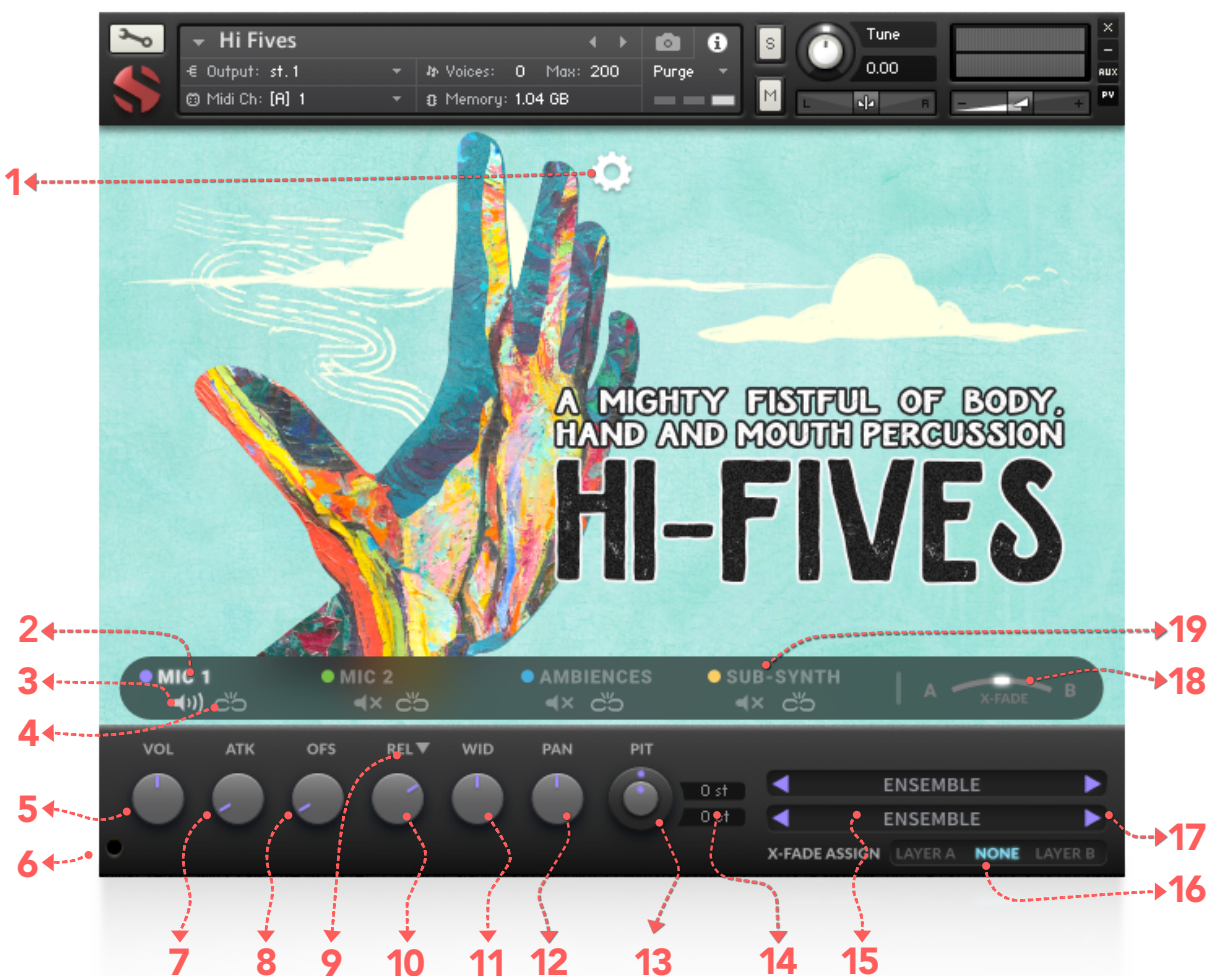 Hi Fives
Output: st.1
Voices: 0 Max: 200
Purge
Midi Ch: [A] 1
Memory: 1.04 GB
S
M
Tune
0.00
L R
- +
X
-
AUX
PV
1
A MIGHTY FISTFUL OF BODY,
HAND AND MOUTH PERCUSSION
HI-FIVES
2
3
4
19
18
MIC 1
MIC 2
AMBIENCES
SUB-SYNTH
A X-FADE B
VOL ATK OFS REL WID PAN PIT
0 st
0 st
ENSEMBLE
ENSEMBLE
X-FADE ASSIGN LAYER A NONE LAYER B
5
6
17
16
7 8 9 10 11 12 13 14 15